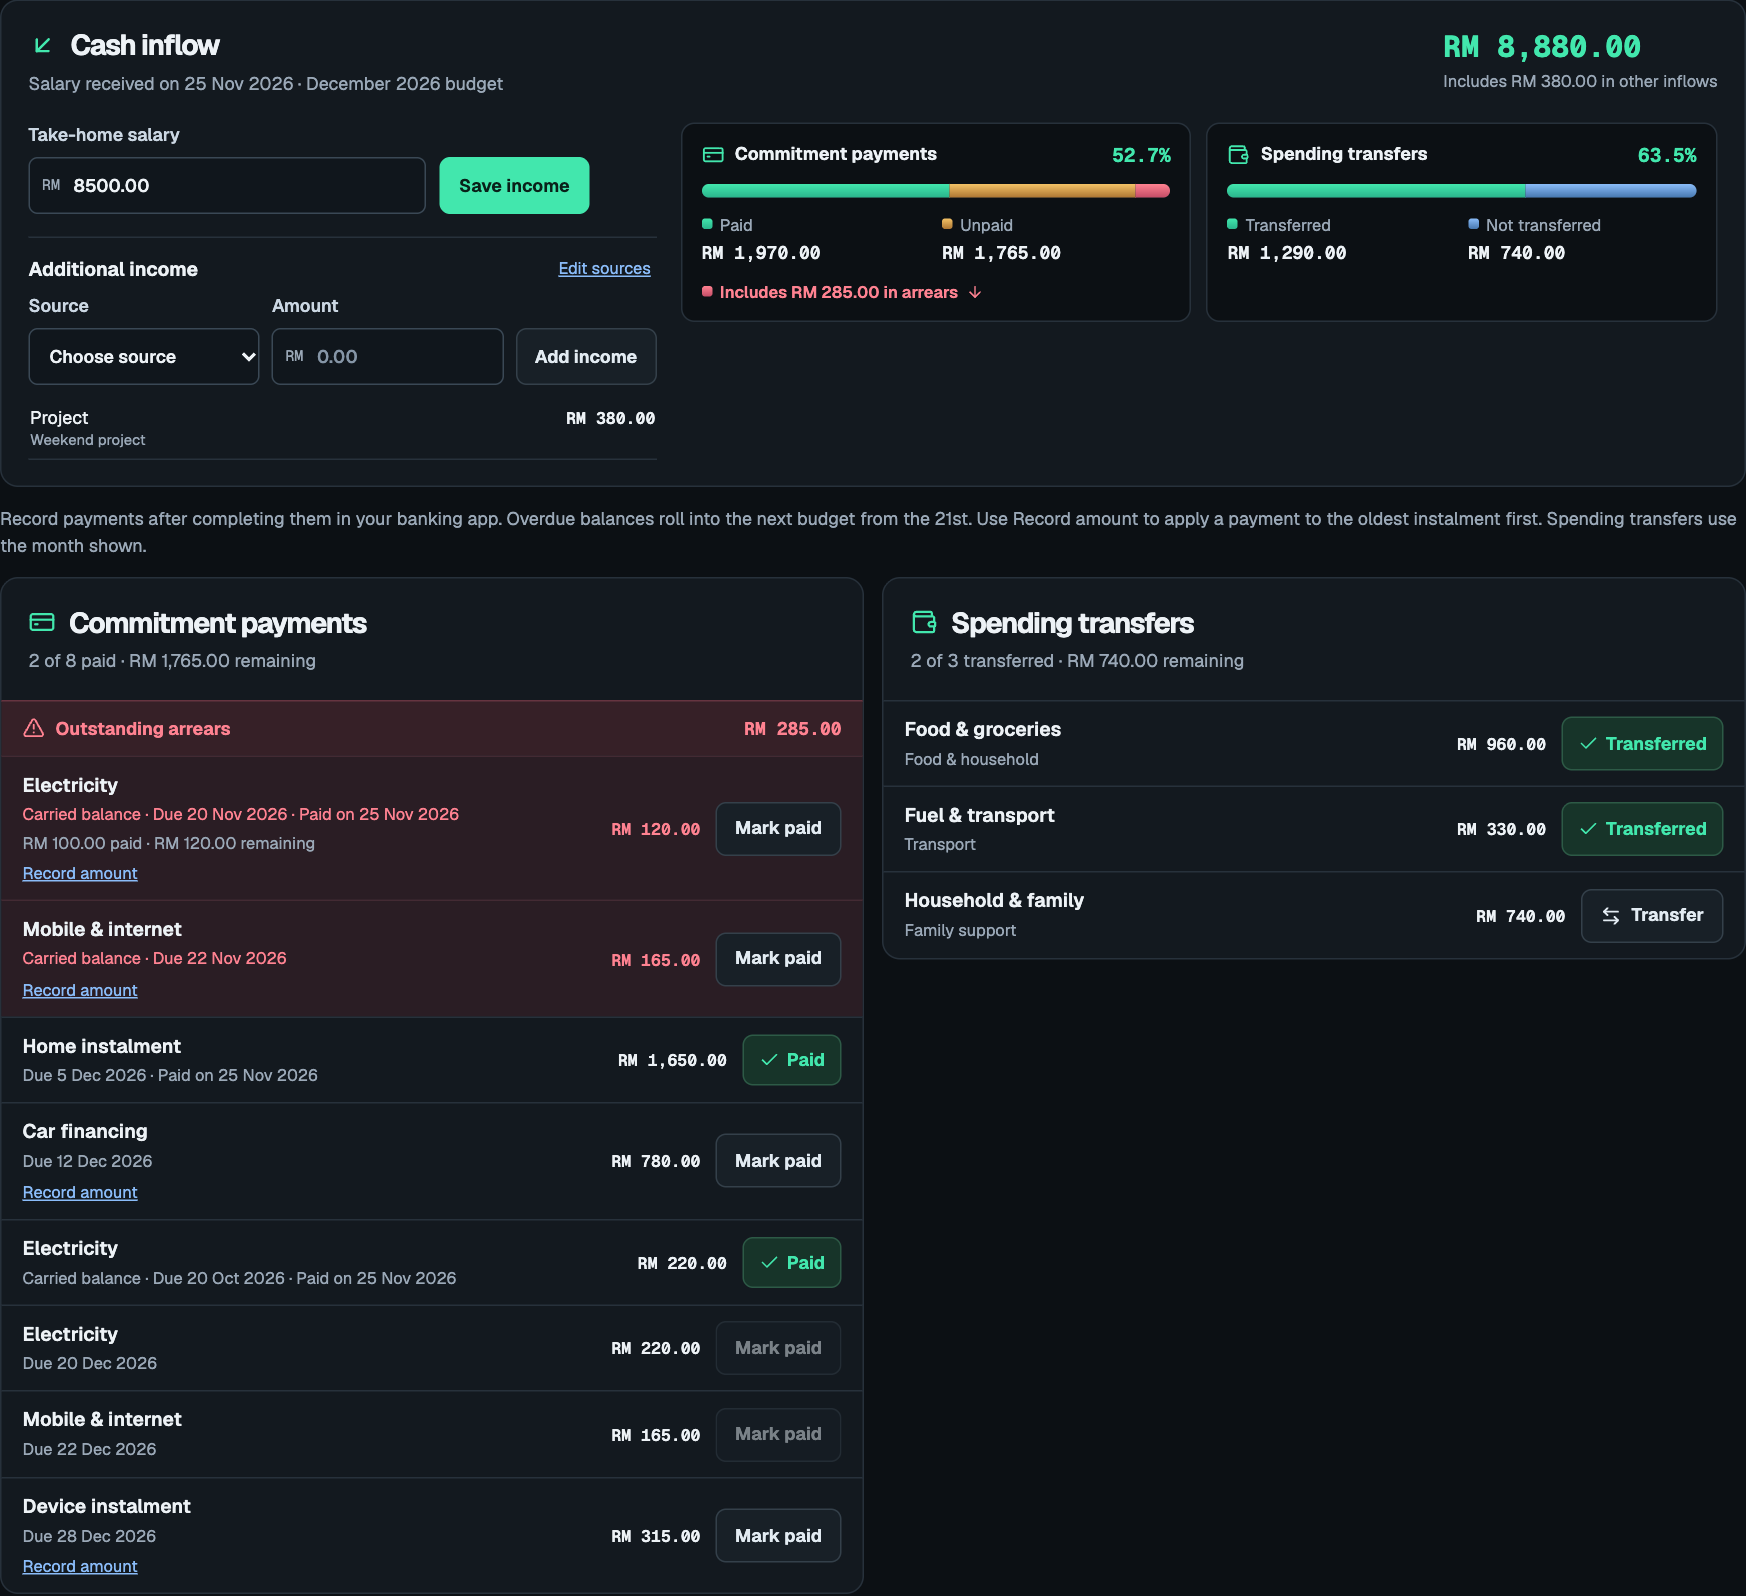 Cash inflow
Salary received on 25 Nov 2026 · December 2026 budget
RM 8,880.00
Includes RM 380.00 in other inflows
Take-home salary
RM 8500.00
Save income
Additional income
Edit sources
Source
Amount
Choose source
RM 0.00
Add income
Project
Weekend project
RM 380.00
Commitment payments
52.7%
Paid
RM 1,970.00
Unpaid
RM 1,765.00
Includes RM 285.00 in arrears ↓
Spending transfers
63.5%
Transferred
RM 1,290.00
Not transferred
RM 740.00
Record payments after completing them in your banking app. Overdue balances roll into the next budget from the 21st. Use Record amount to apply a payment to the oldest instalment first. Spending transfers use
the month shown.
Commitment payments
2 of 8 paid · RM 1,765.00 remaining
Outstanding arrears
RM 285.00
Electricity
Carried balance · Due 20 Nov 2026 · Paid on 25 Nov 2026
RM 100.00 paid · RM 120.00 remaining
Record amount
RM 120.00
Mark paid
Mobile & internet
Carried balance · Due 22 Nov 2026
Record amount
RM 165.00
Mark paid
Home instalment
Due 5 Dec 2026 · Paid on 25 Nov 2026
RM 1,650.00
Paid
Car financing
Due 12 Dec 2026
Record amount
RM 780.00
Mark paid
Electricity
Carried balance · Due 20 Oct 2026 · Paid on 25 Nov 2026
RM 220.00
Paid
Electricity
Due 20 Dec 2026
RM 220.00
Mark paid
Mobile & internet
Due 22 Dec 2026
RM 165.00
Mark paid
Device instalment
Due 28 Dec 2026
Record amount
RM 315.00
Mark paid
Spending transfers
2 of 3 transferred · RM 740.00 remaining
Food & groceries
Food & household
RM 960.00
Transferred
Fuel & transport
Transport
RM 330.00
Transferred
Household & family
Family support
RM 740.00
Transfer